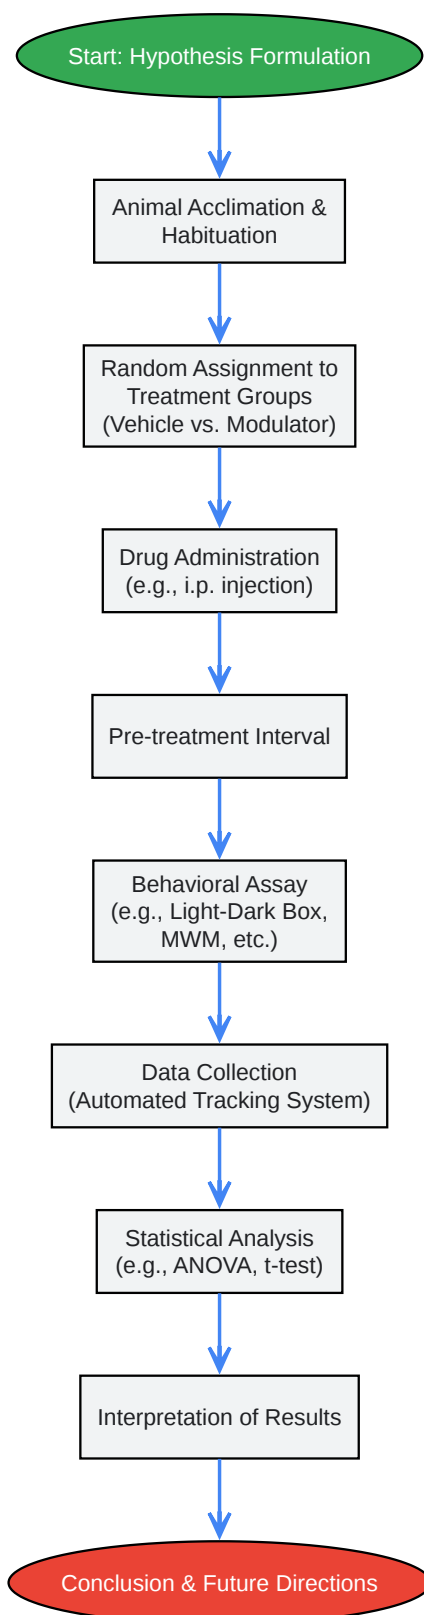 Start: Hypothesis Formulation
Animal Acclimation &
Habituation
Random Assignment to
Treatment Groups
(Vehicle vs. Modulator)
Drug Administration
(e.g., i.p. injection)
Pre-treatment Interval
Behavioral Assay
(e.g., Light-Dark Box,
MWM, etc.)
Data Collection
(Automated Tracking System)
Statistical Analysis
(e.g., ANOVA, t-test)
Interpretation of Results
Conclusion & Future Directions